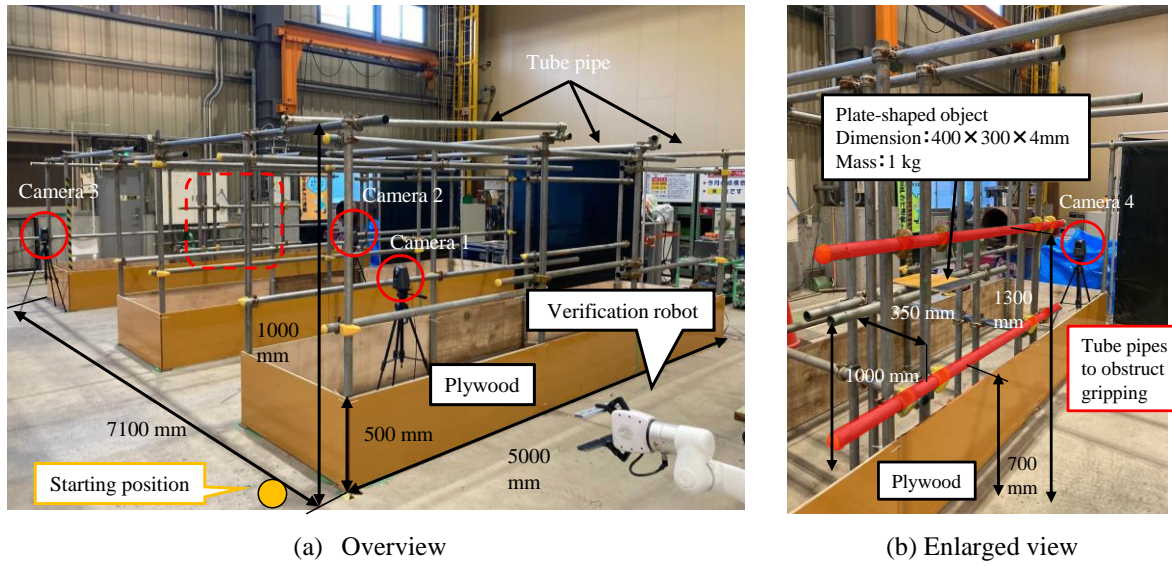 Tube pipe
Camera 3
Camera 2
Camera 1
Verification robot
1000
mm
Plywood
7100 mm
500 mm
5000
mm
Starting position
(a) Overview
Plate-shaped object
Dimension:400×300×4mm
Mass:1 kg
Camera 4
350 mm
1300
mm
1000 mm
Tube pipes
to obstruct
gripping
700
mm
Plywood
(b) Enlarged view